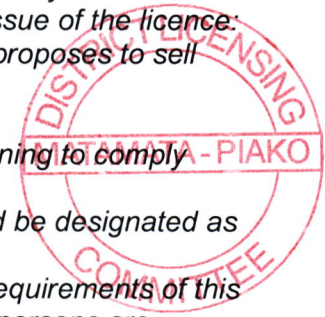 ssue of the licence:
proposes to sell
ning to comply
d be designated as
equirements of this
DISTRICT LICENSING
MATAMATA - PIAKO
COMMITTEE